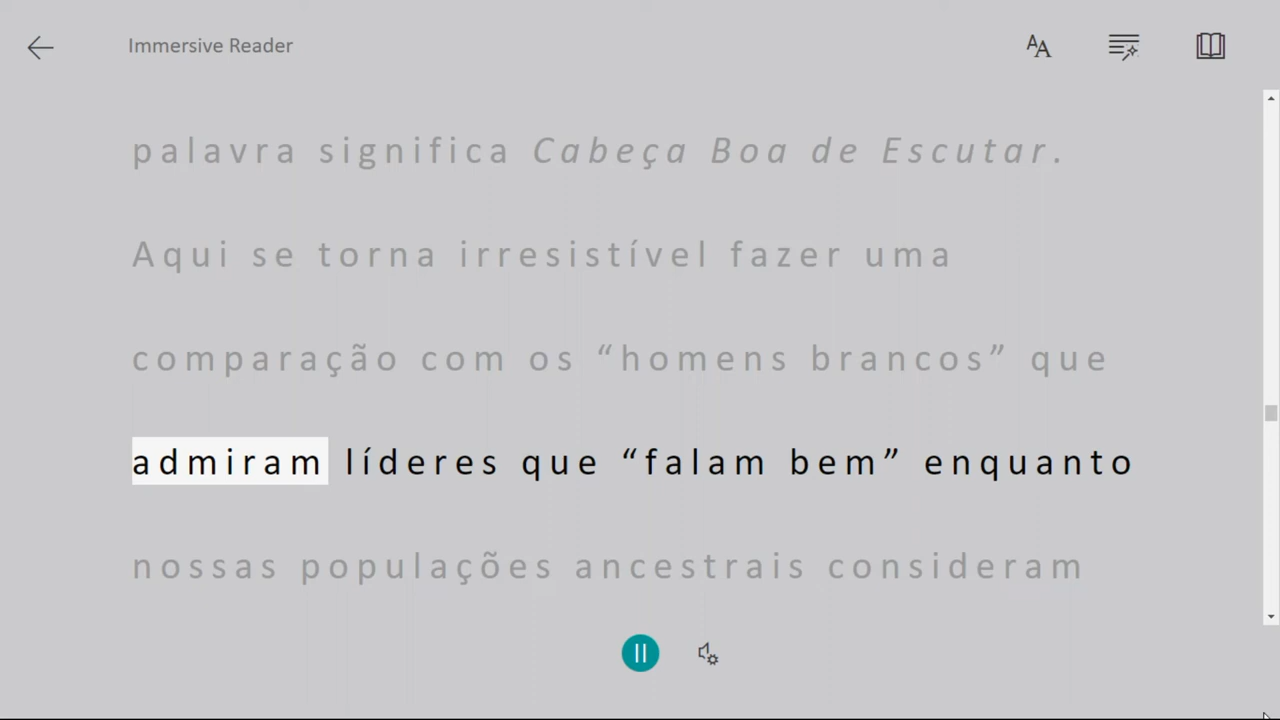 Immersive Reader
palavra significa Cabeça Boa de Escutar.
Aqui se torna irresistível fazer uma
comparação com os “homens brancos” que
admiram líderes que “falam bem” enquanto
nossas populações ancestrais consideram